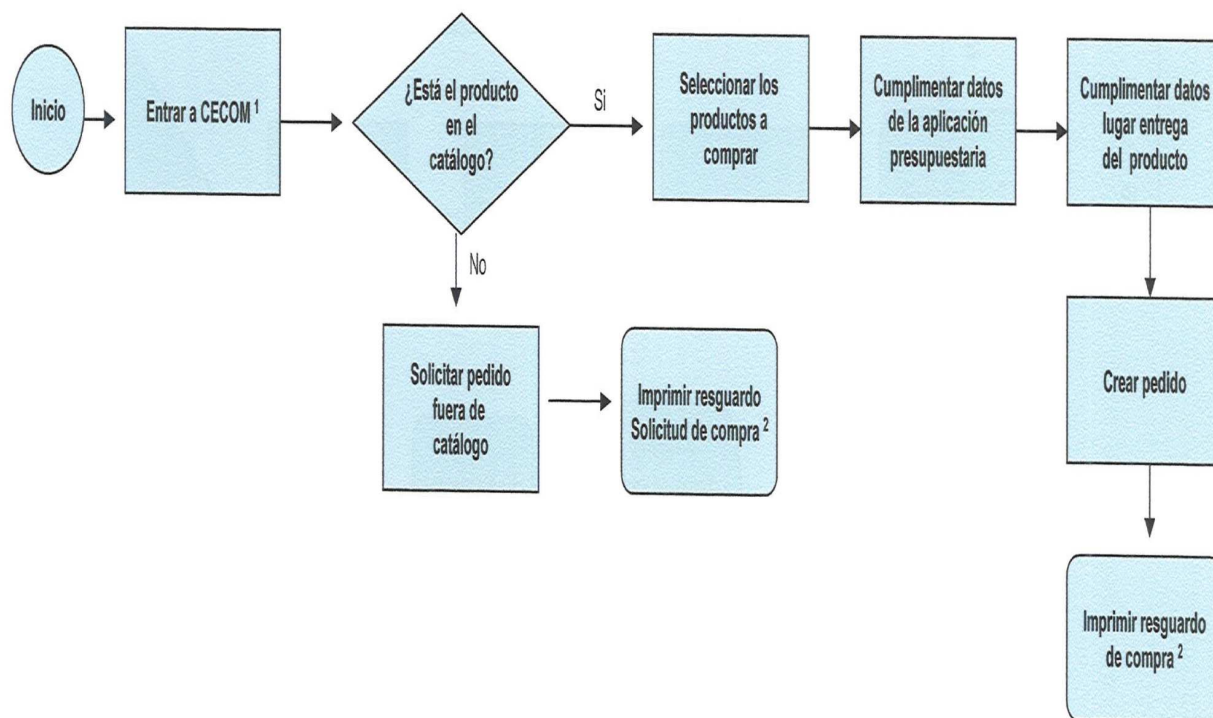 Inicio
Entrar a CECOM 1
¿Está el producto
en el
catálogo?
Si
Seleccionar los
productos a
comprar
Cumplimentar datos
de la aplicación
presupuestaria
Cumplimentar datos
lugar entrega
del producto
No
Solicitar pedido
fuera de
catálogo
Imprimir resguardo
Solicitud de compra 2
Crear pedido
Imprimir resguardo
de compra 2